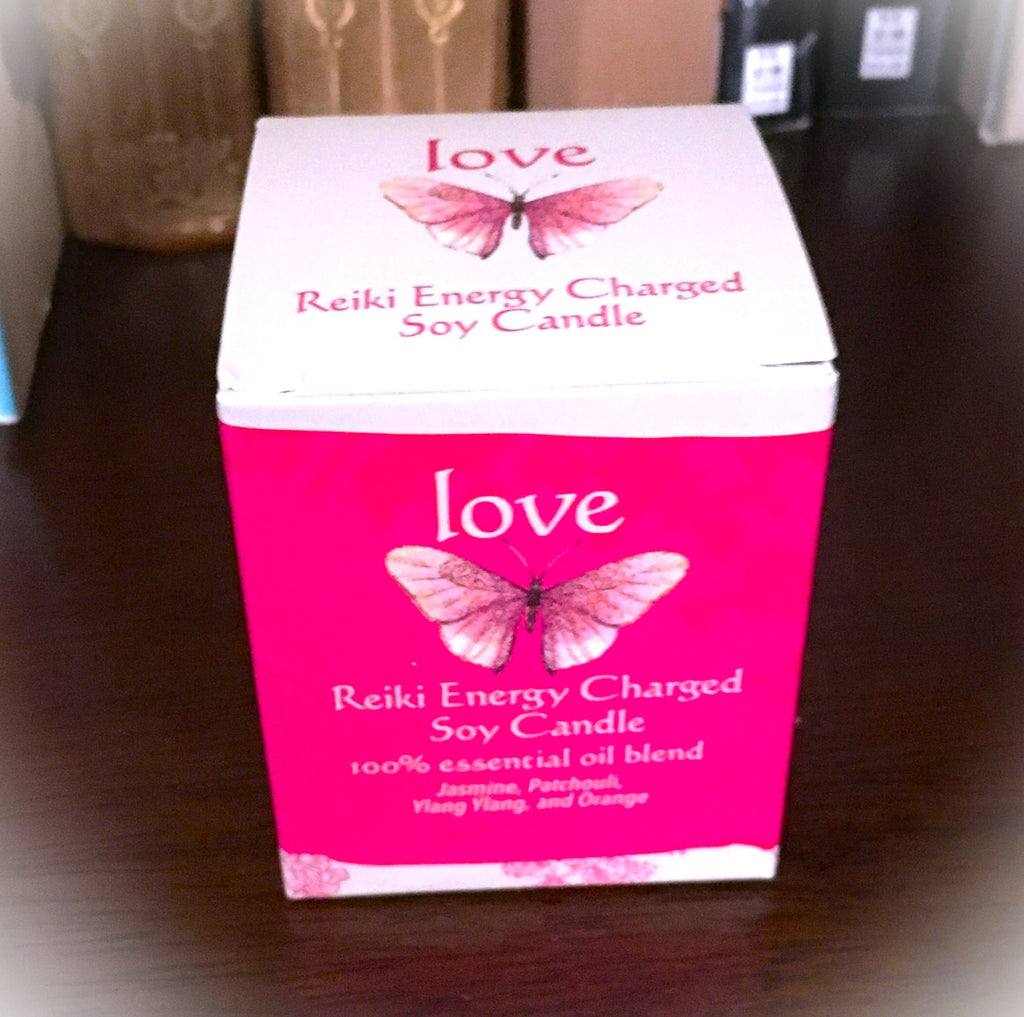 love
Reiki Energy Charged
Soy Candle
love
Reiki Energy Charged
Soy Candle
100% essential oil blend
Jasmine, Patchouli,
Ylang Ylang, and Orange